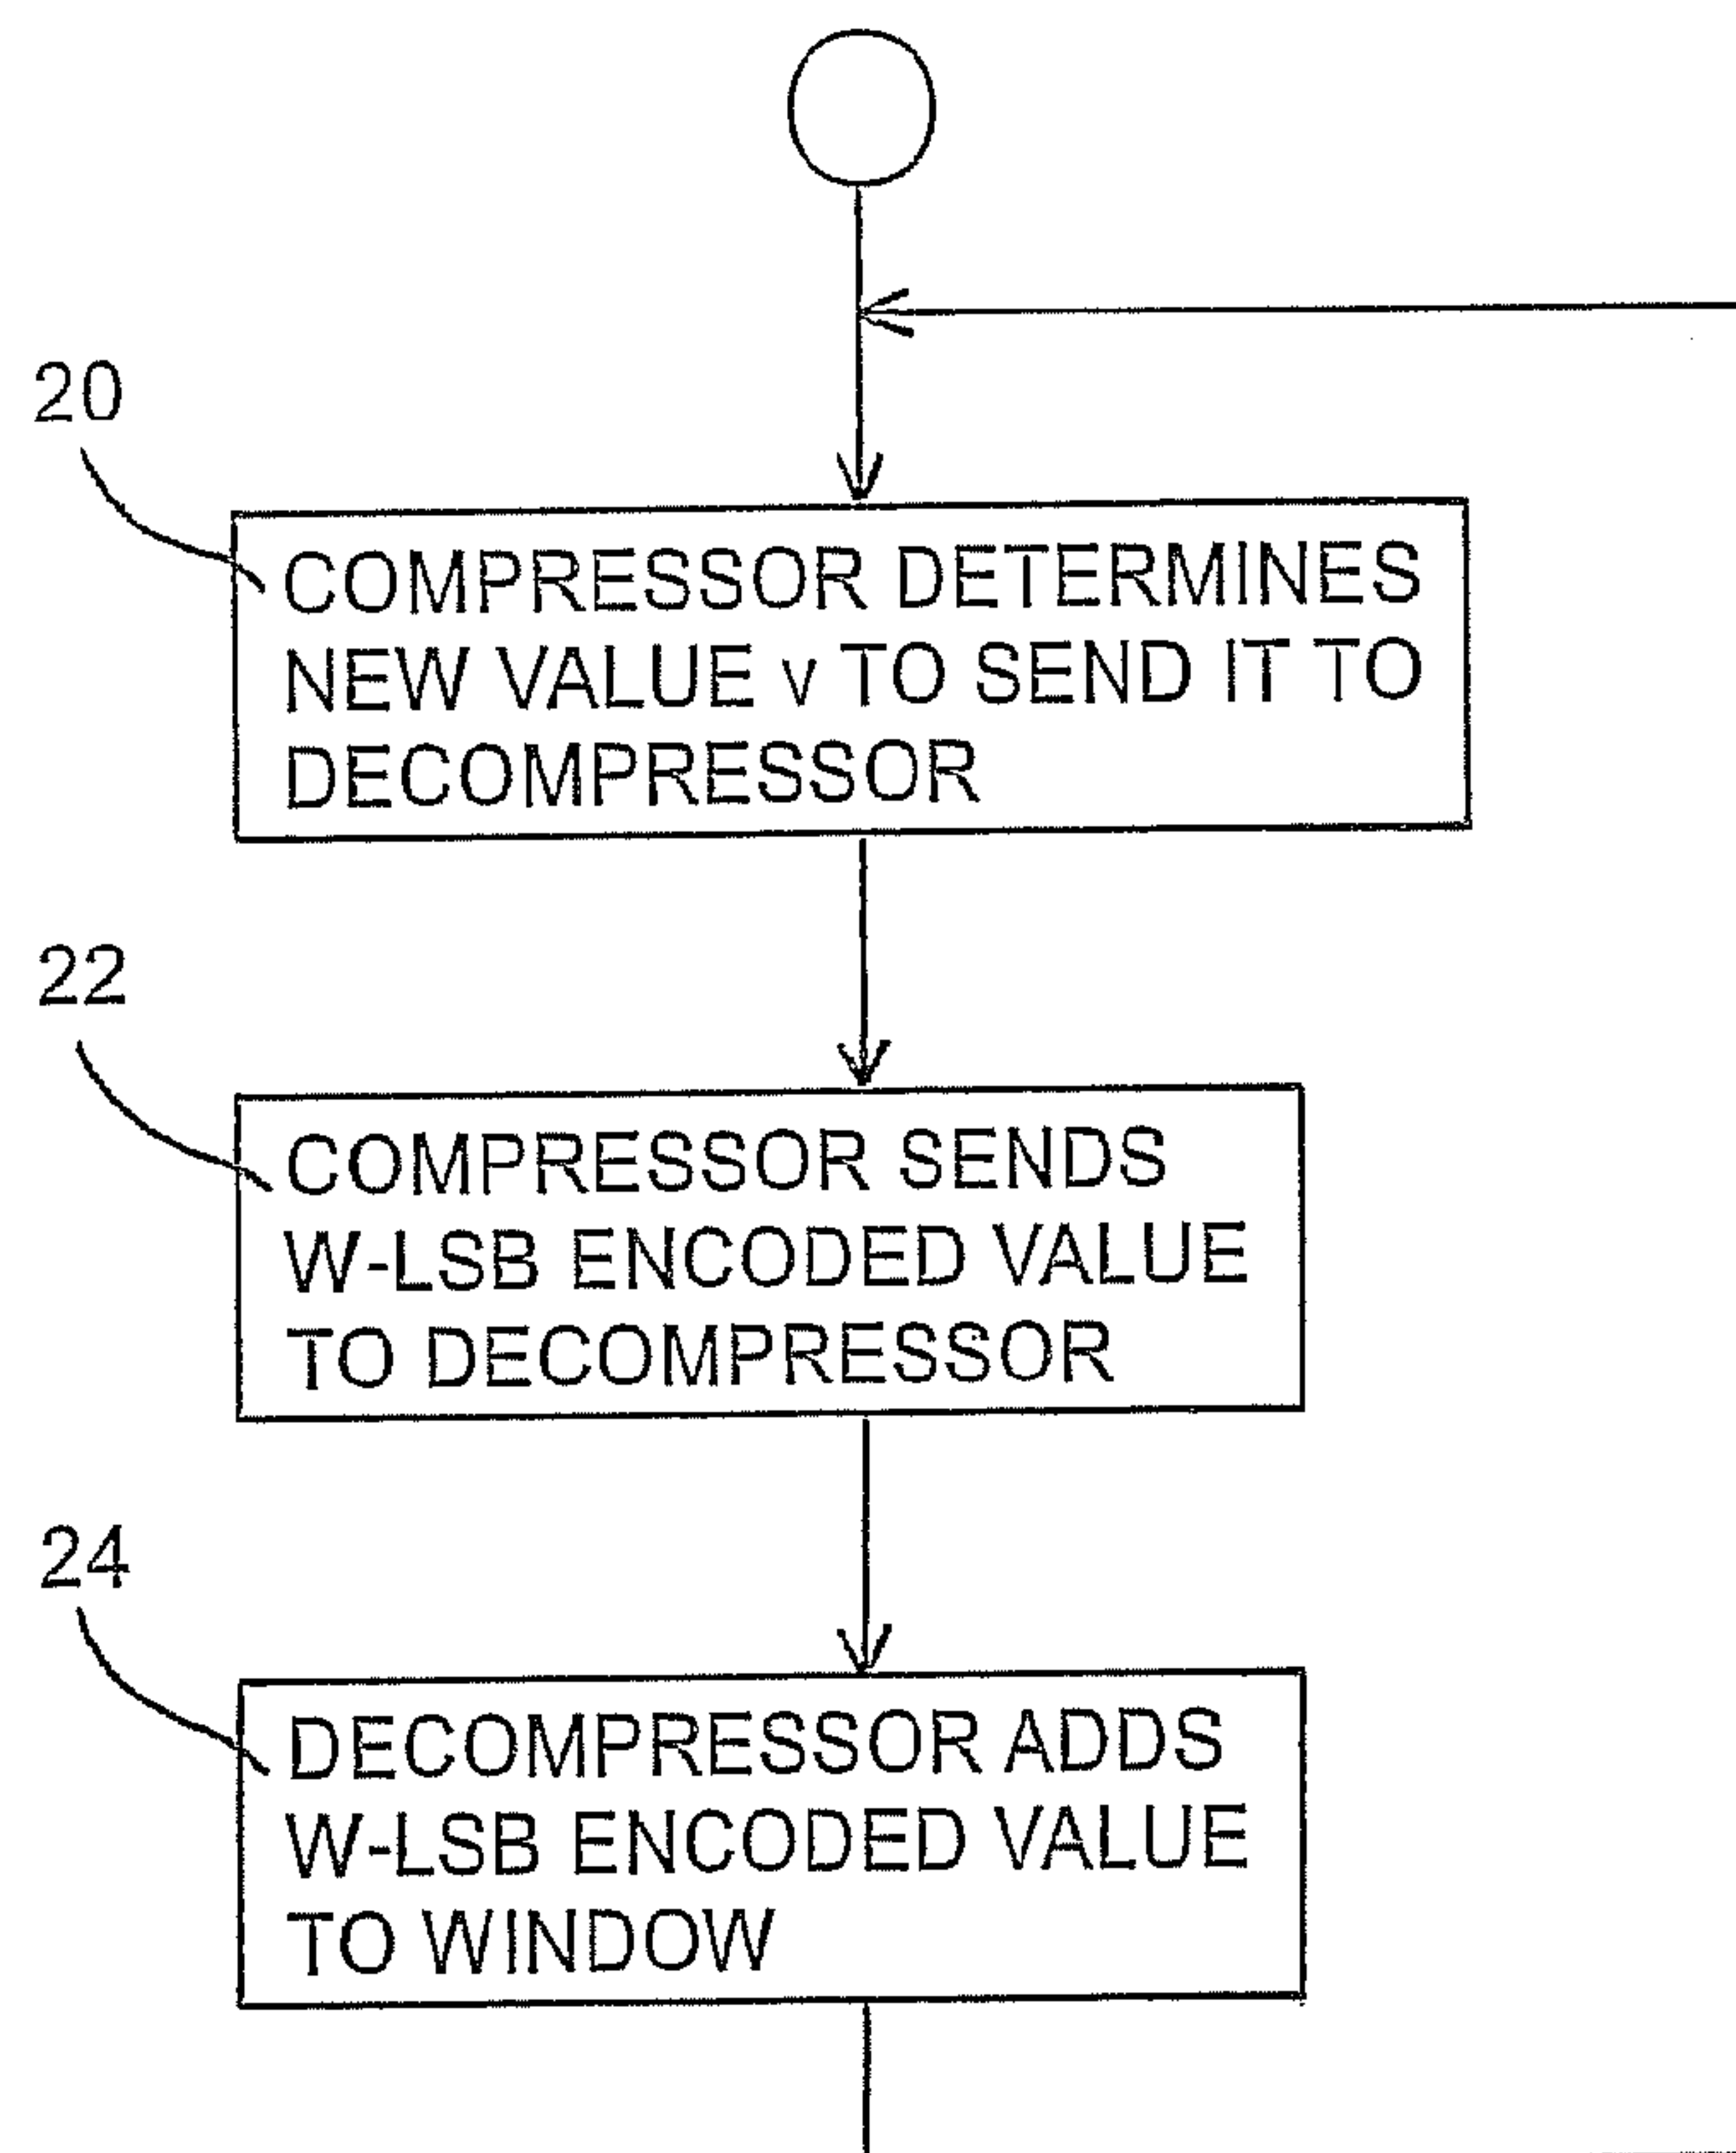 20
COMPRESSOR DETERMINES
NEW VALUE v TO SEND IT TO
DECOMPRESSOR
22
COMPRESSOR SENDS
W-LSB ENCODED VALUE
TO DECOMPRESSOR
24
DECOMPRESSOR ADDS
W-LSB ENCODED VALUE
TO WINDOW